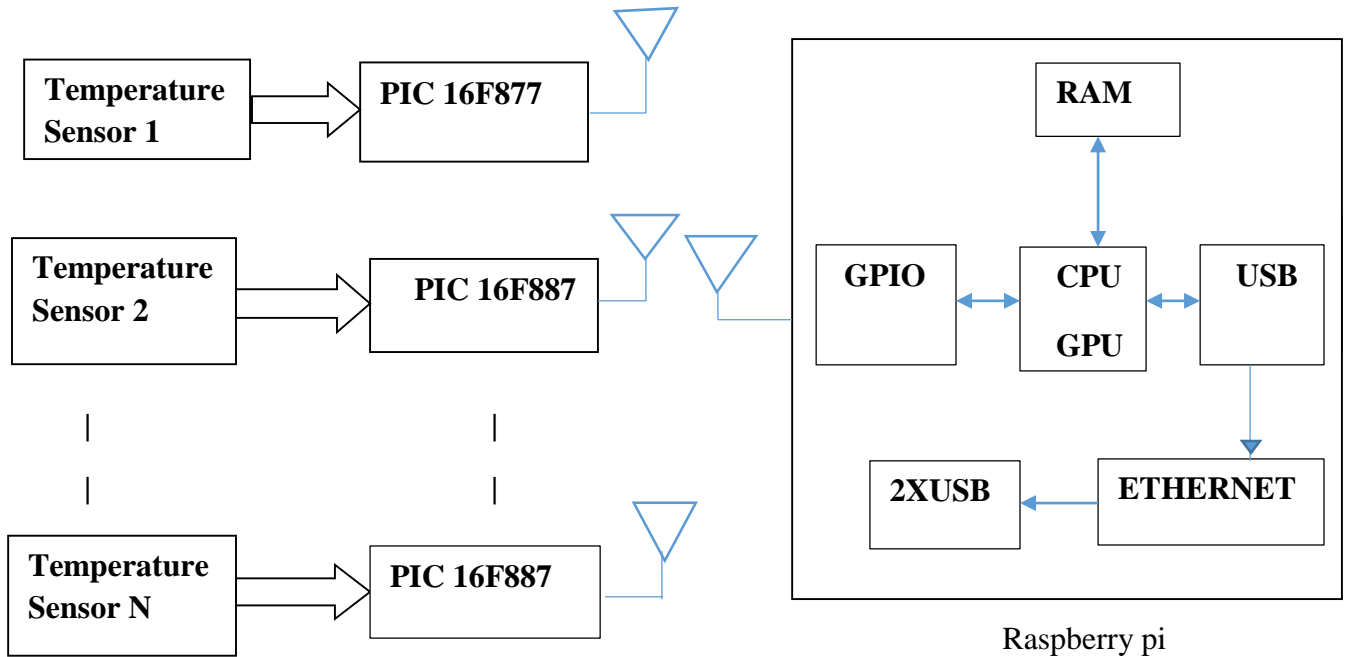 Temperature
Sensor 1
PIC 16F877
Temperature
Sensor 2
PIC 16F887
Temperature
Sensor N
PIC 16F887
RAM
GPIO
CPU
GPU
USB
2XUSB
ETHERNET
Raspberry pi